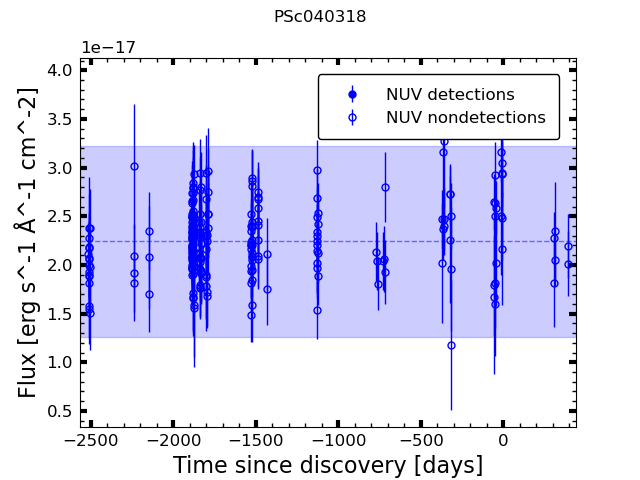 PSc040318
1e−17
4.0
3.5
3.0
2.5
2.0
1.5
1.0
0.5
Flux [erg s^-1 Å^-1 cm^-2]
NUV detections
NUV nondetections
−2500 −2000 −1500 −1000 −500 0
Time since discovery [days]